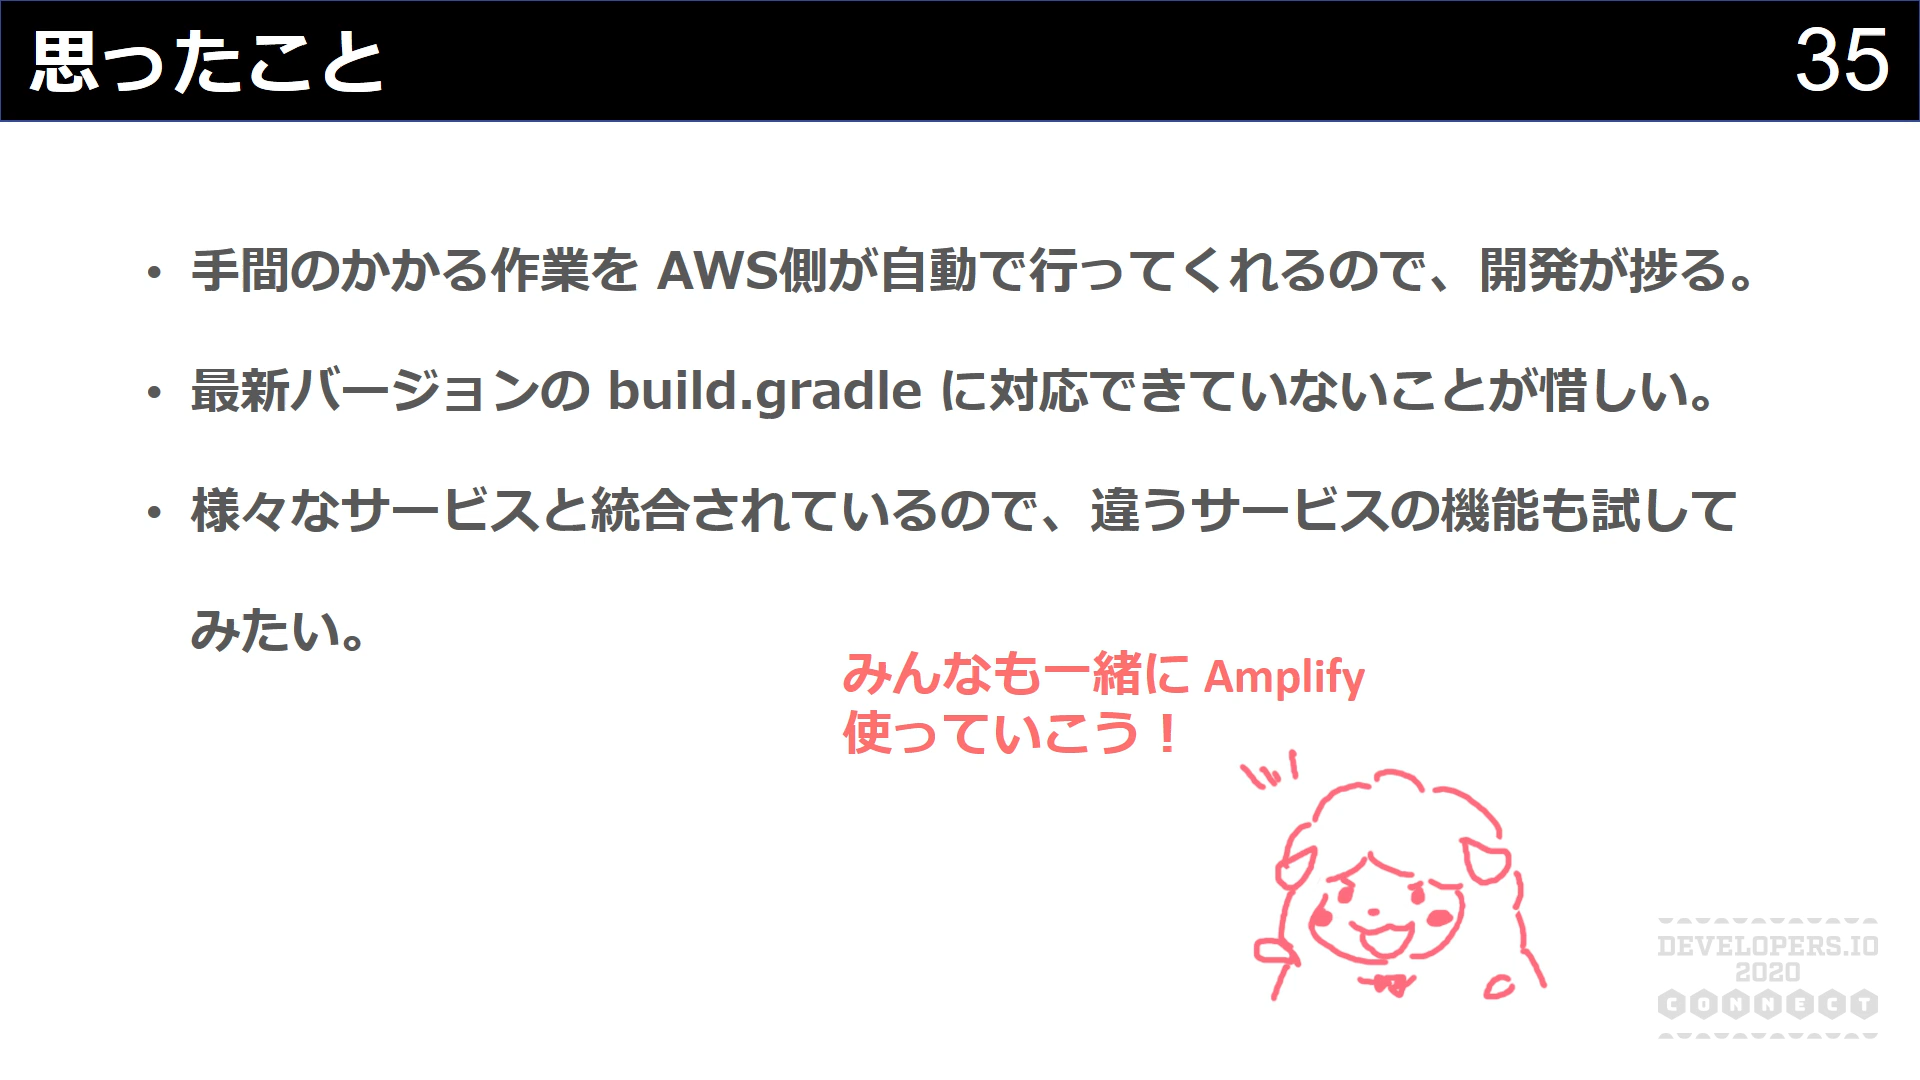 思ったこと
35
• 手間のかかる作業を AWS側が自動で行ってくれるので、開発が捗る。
• 最新バージョンの build.gradle に対応できていないことが惜しい。
• 様々なサービスと統合されているので、違うサービスの機能も試して
みたい。
みんなも一緒に Amplify
使っていこう！
DEVELOPERS.IO
2020
CONNECT